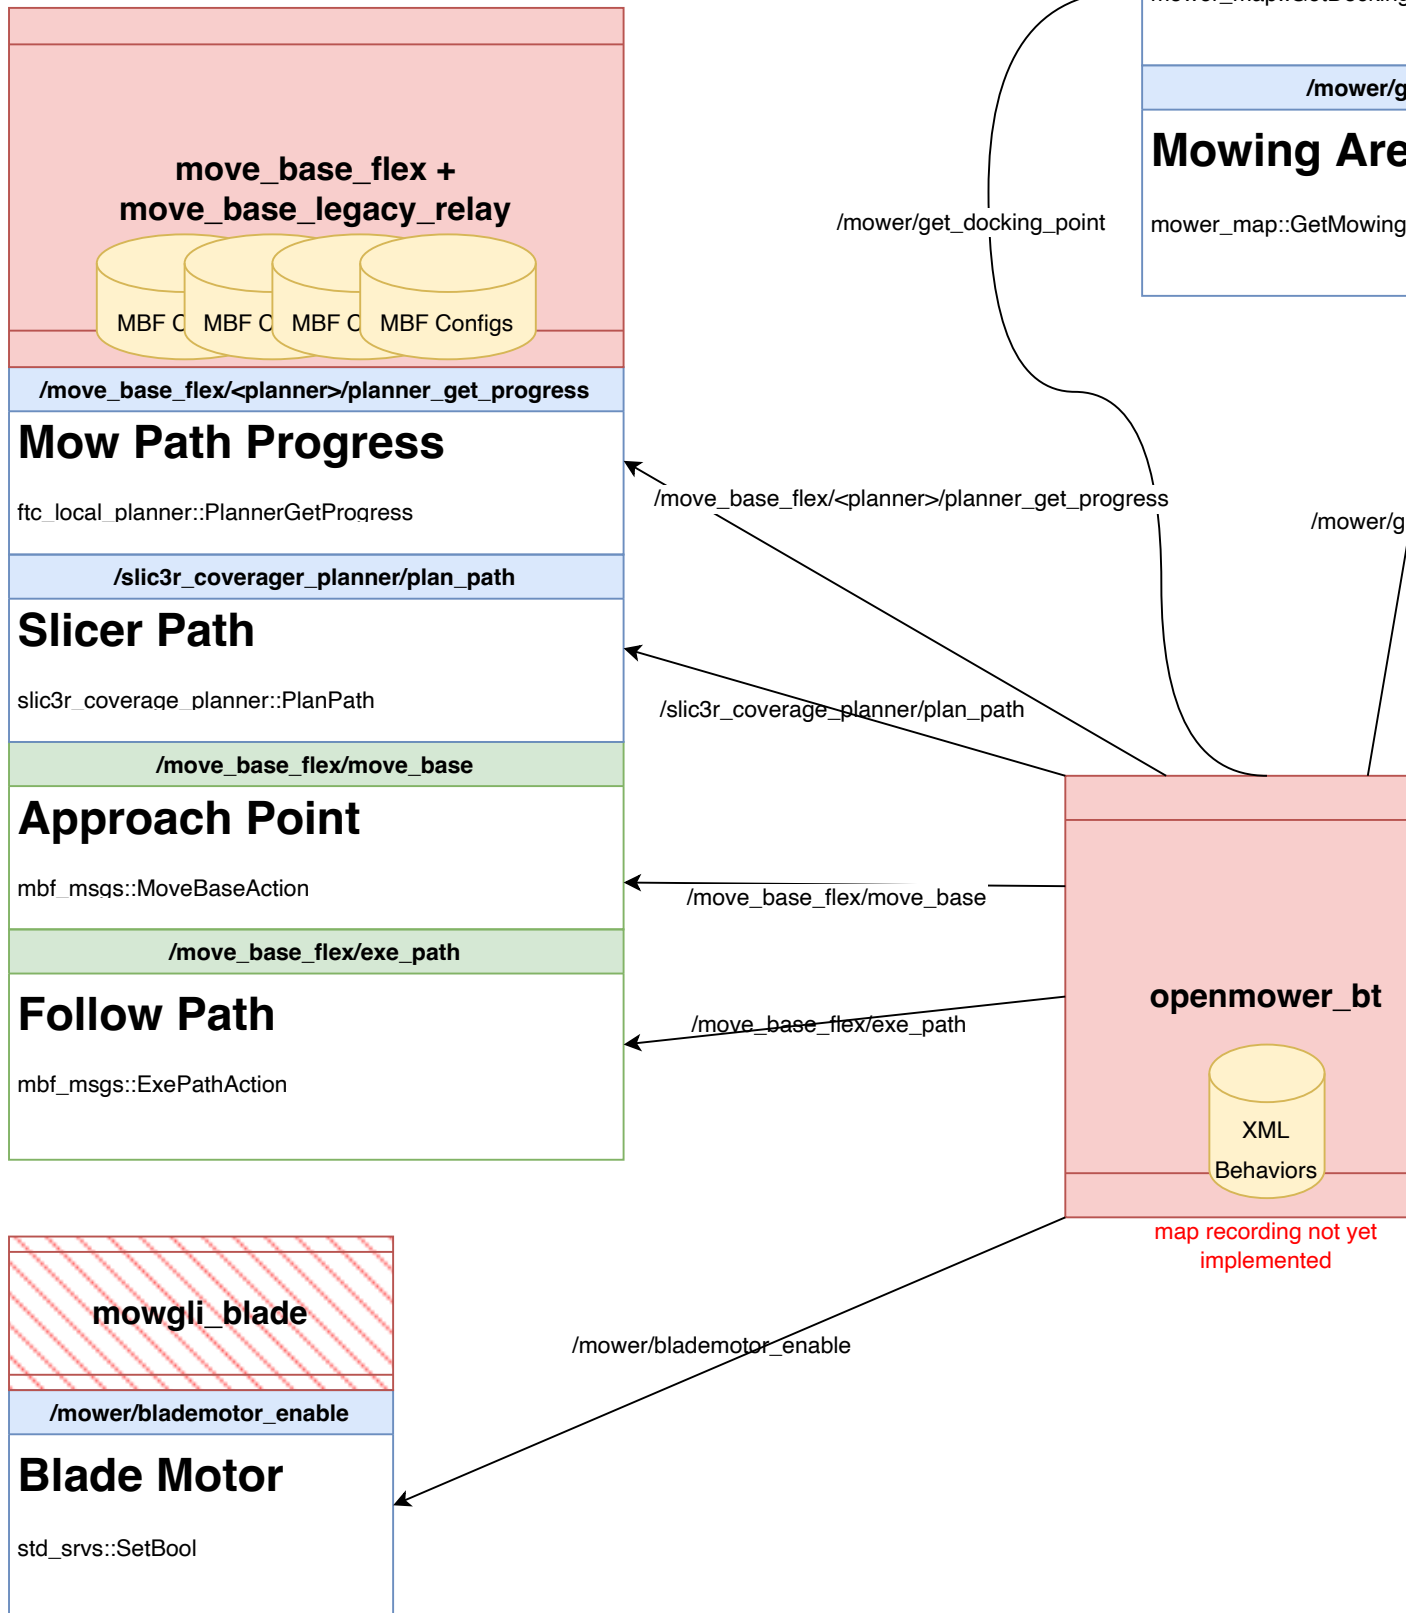 move_base_flex +
move_base_legacy_relay
MBF C
MBF C
MBF C
MBF Configs
/move_base_flex/<planner>/planner_get_progress
Mow Path Progress
ftc_local_planner::PlannerGetProgress
/slic3r_coverager_planner/plan_path
Slicer Path
slic3r_coverage_planner::PlanPath
/move_base_flex/move_base
Approach Point
mbf_msgs::MoveBaseAction
/move_base_flex/exe_path
Follow Path
mbf_msgs::ExePathAction
mowgli_blade
/mower/blademotor_enable
Blade Motor
std_srvs::SetBool
/mower/get_docking_point
/move_base_flex/<planner>/planner_get_progress
/slic3r_coverage_planner/plan_path
/move_base_flex/move_base
/move_base_flex/exe_path
/mower/blademotor_enable
/mower/g
Mowing Are
mower_map::GetMowing
/mower/g
openmower_bt
XML
Behaviors
map recording not yet
implemented